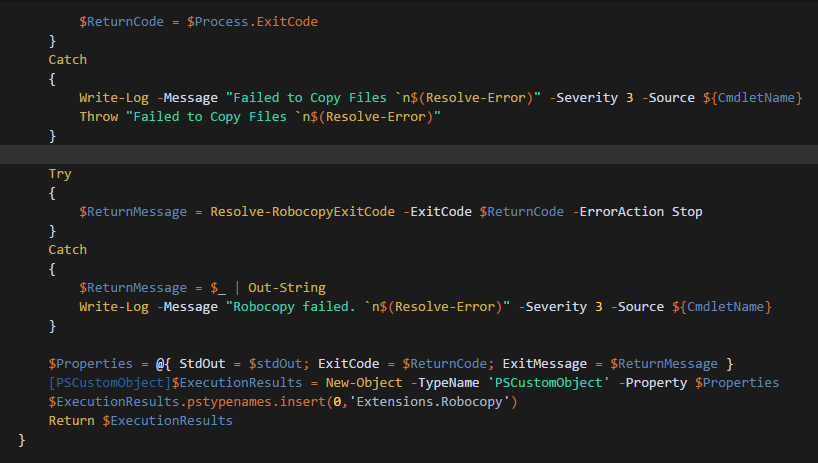 $ReturnCode = $Process.ExitCode
}
Catch
{
Write-Log -Message "Failed to Copy Files `n$(Resolve-Error)" -Severity 3 -Source ${CmdletName}
Throw "Failed to Copy Files `n$(Resolve-Error)"
}
Try
{
$ReturnMessage = Resolve-RobocopyExitCode -ExitCode $ReturnCode -ErrorAction Stop
}
Catch
{
$ReturnMessage = $_ | Out-String
Write-Log -Message "Robocopy failed. `n$(Resolve-Error)" -Severity 3 -Source ${CmdletName}
}
$Properties = @{ StdOut = $stdOut; ExitCode = $ReturnCode; ExitMessage = $ReturnMessage }
[PSCustomObject]$ExecutionResults = New-Object -TypeName 'PSCustomObject' -Property $Properties
$ExecutionResults.pstypenames.insert(0,'Extensions.Robocopy')
Return $ExecutionResults
}